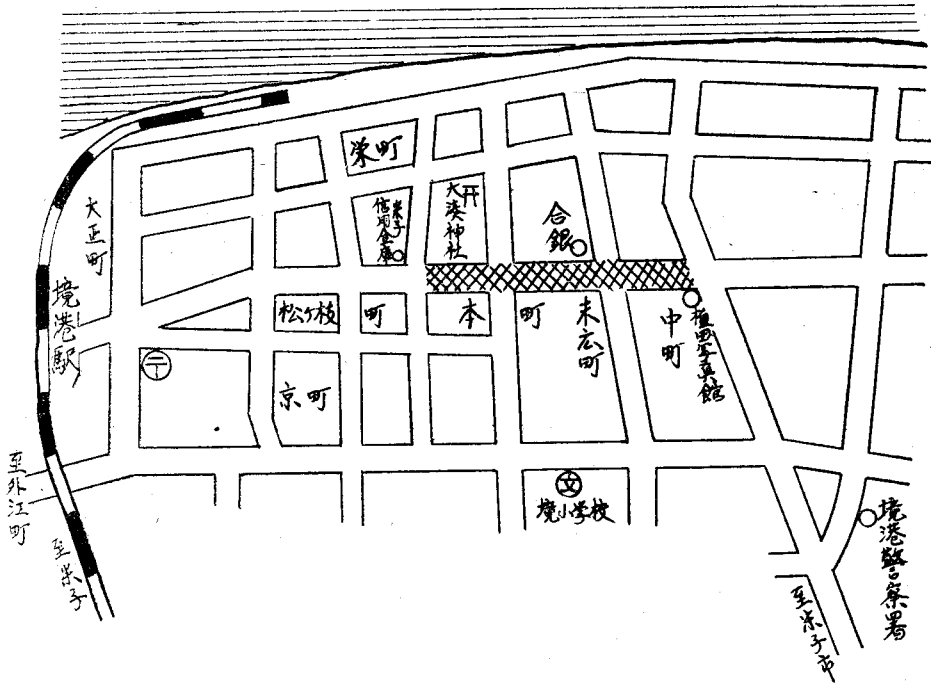 栄町
米子
信用金庫
大湊神社
合銀
大正町
境港駅
松ケ枝町
本町
末広町
中町
植田写真館
〒
京町
文
境小学校
至外江町
至米子
境港警察署
至米子市